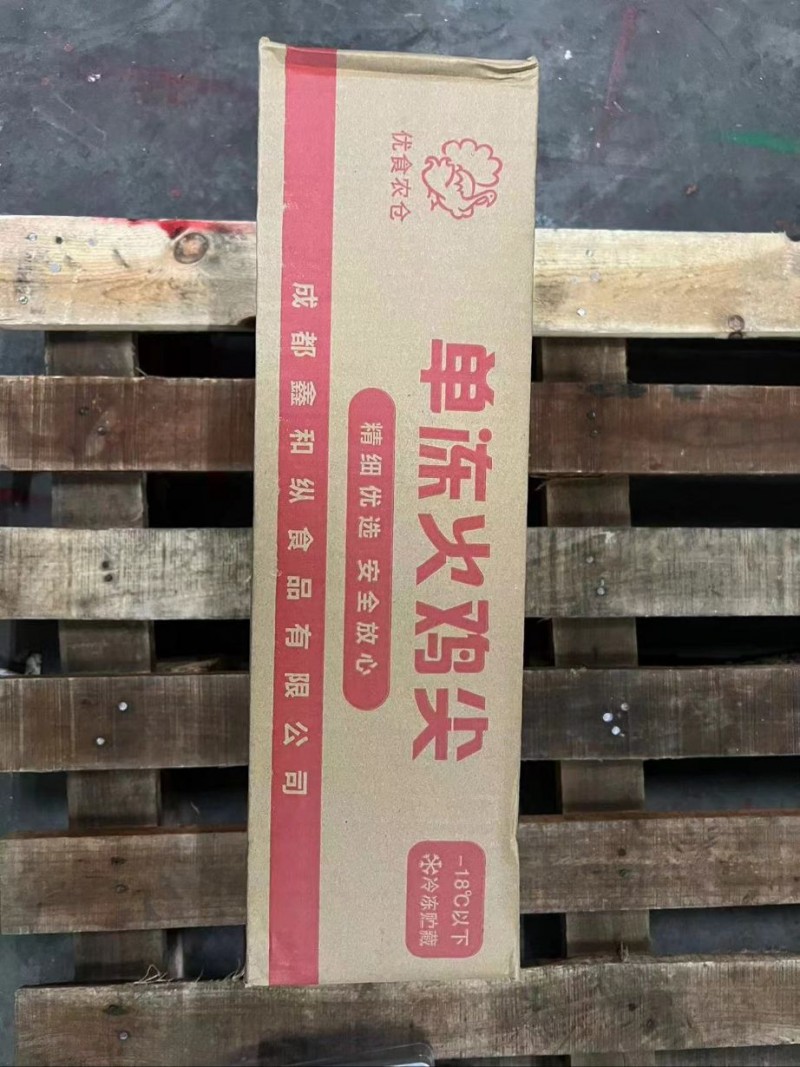 优食农仓
单冻火鸡尖
精细优选 安全放心
-18℃以下
冷冻贮藏
成都鑫和纵食品有限公司